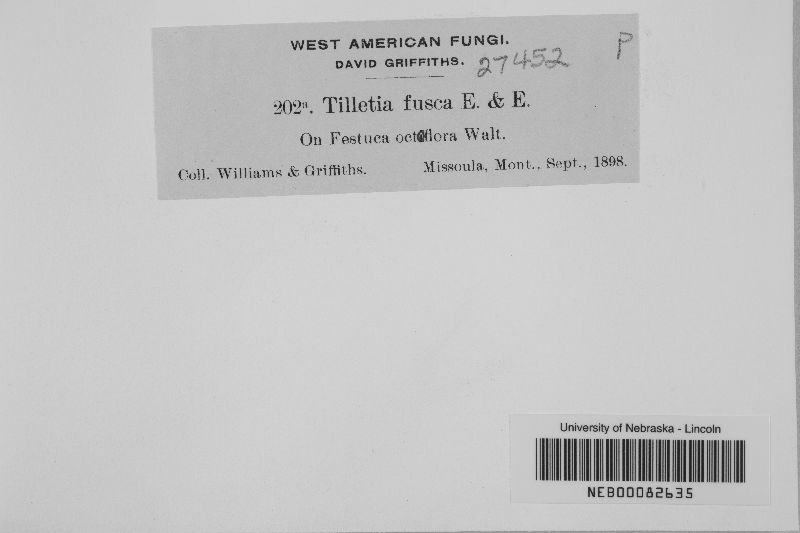 WEST AMERICAN FUNGI.
DAVID GRIFFITHS.
27452
P
202a. Tilletia fusca E. & E.
On Festuca octoflora Walt.
Coll. Williams & Griffiths. Missoula, Mont., Sept., 1898.
University of Nebraska - Lincoln
NEB00082635